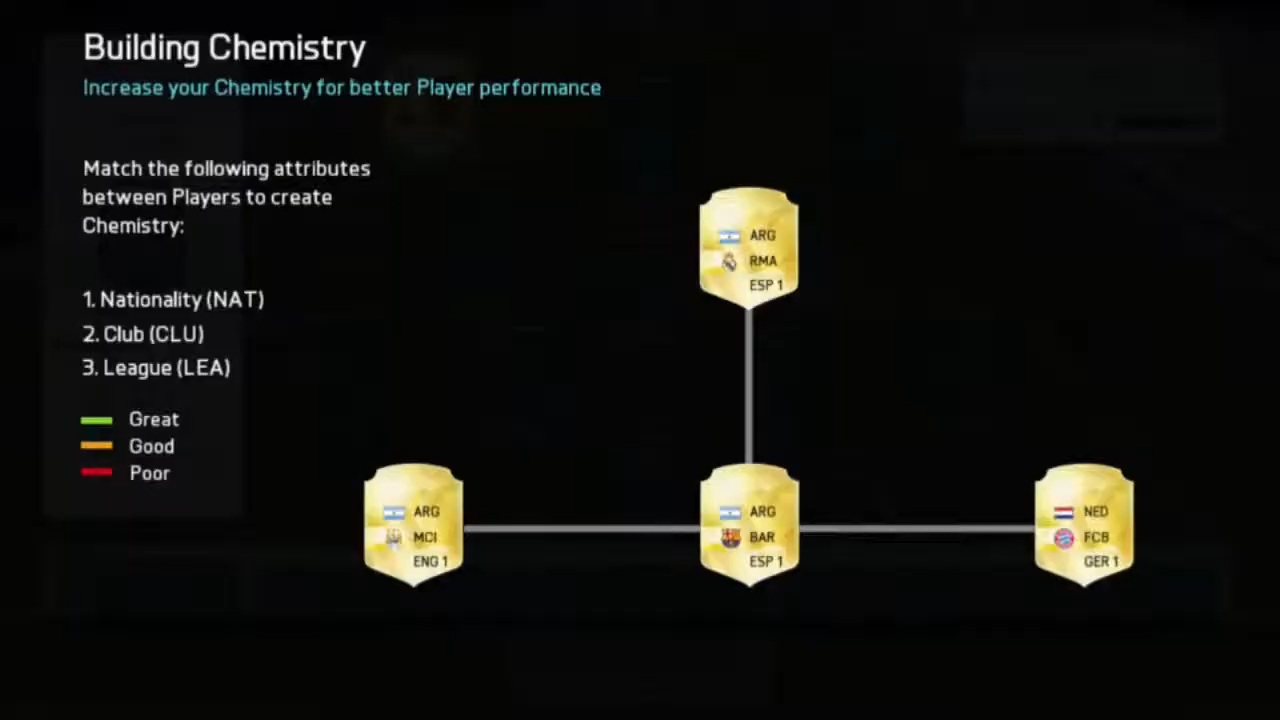 Building Chemistry
Increase your Chemistry for better Player performance
Match the following attributes
between Players to create
Chemistry:
1. Nationality (NAT)
2. Club (CLU)
3. League (LEA)
Great
Good
Poor
ARG
RMA
ESP 1
ARG
MCI
ENG 1
ARG
BAR
ESP 1
NED
FCB
GER 1